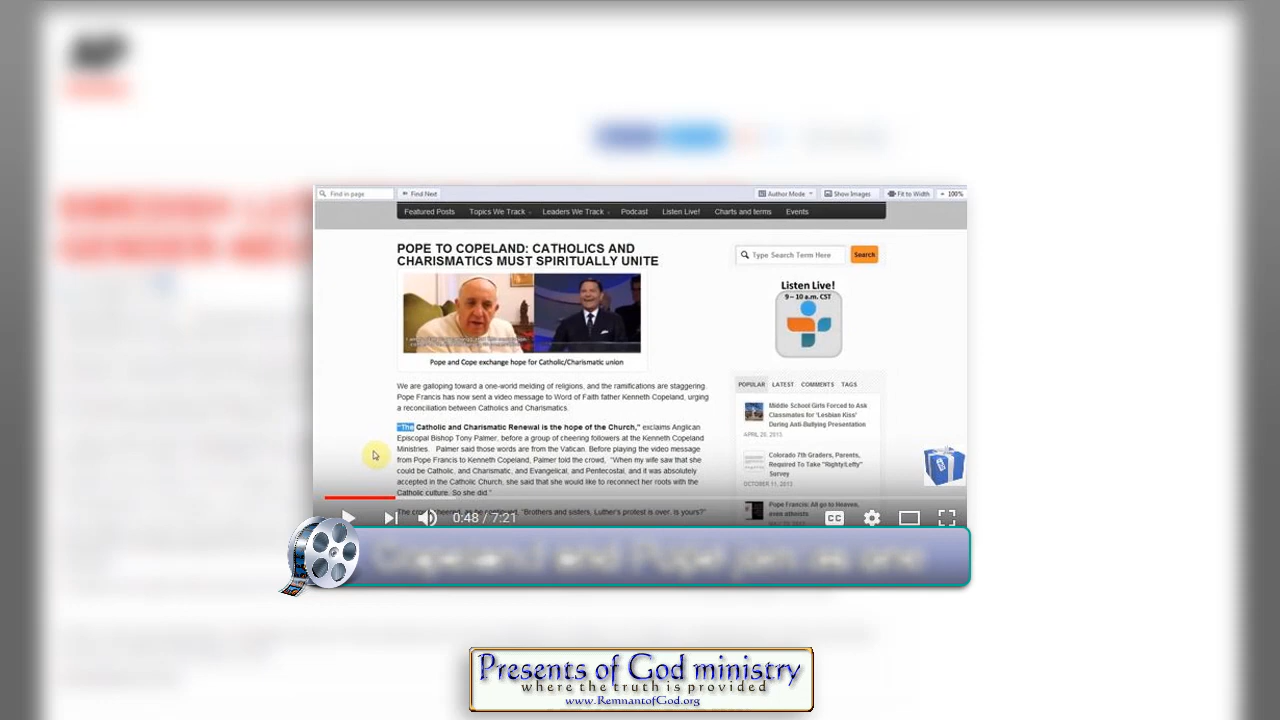 Find in page
Find Next
Author Mode
Show Images
Fit to Width
100%
Featured Posts
Topics We Track
Leaders We Track
Podcast
Listen Live!
Charts and terms
Events
POPE TO COPELAND: CATHOLICS AND
CHARISMATICS MUST SPIRITUALLY UNITE
Pope and Cope exchange hope for Catholic/Charismatic union
We are galloping toward a one-world melding of religions, and the ramifications are staggering.
Pope Francis has now sent a video message to Word of Faith father Kenneth Copeland, urging
a reconciliation between Catholics and Charismatics.
"The Catholic and Charismatic Renewal is the hope of the Church," exclaims Anglican
Episcopal Bishop Tony Palmer, before a group of cheering followers at the Kenneth Copeland
Ministries. Palmer said those words are from the Vatican. Before playing the video message
from Pope Francis to Kenneth Copeland, Palmer told the crowd, "When my wife saw that she
could be Catholic, and Charismatic, and Evangelical, and Pentecostal, and it was absolutely
accepted in the Catholic Church, she said that she would like to reconnect her roots with the
Catholic culture. So she did."
"Brothers and sisters, Luther's protest is over. Is yours?"
Type Search Term Here
Search
Listen Live!
9 – 10 a.m. CST
POPULAR
LATEST
COMMENTS
TAGS
Middle School Girls Forced to Ask
Classmates for 'Lesbian Kiss'
During Anti-Bullying Presentation
APRIL 20, 2013
Colorado 7th Graders, Parents,
Required To Take "Righty/Lefty"
Survey
OCTOBER 11, 2013
Pope Francis: All go to Heaven,
even atheists
0:48 / 7:21
CC
Copeland and Pope join as one
Presents of God ministry
where the truth is provided
www.RemnantofGod.org